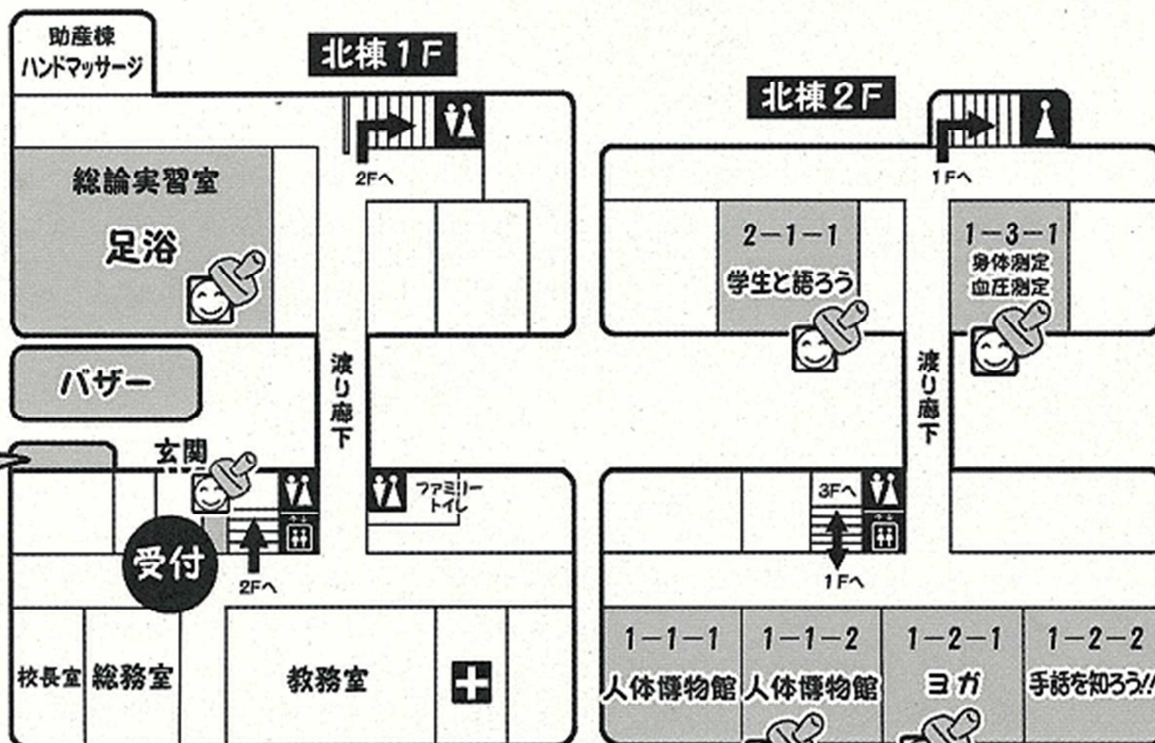 助産棟
ハンドマッサージ
北棟1F
2Fへ
総論実習室
足浴
バザー
渡り廊下
玄関
ファミリー
トイレ
受付
2Fへ
校長室
総務室
教務室
北棟2F
1Fへ
2-1-1
学生と語ろう
1-3-1
身体測定
血圧測定
渡り廊下
3Fへ
1Fへ
1-1-1
人体博物館
1-1-2
人体博物館
1-2-1
ヨガ
1-2-2
手話を知ろう!!